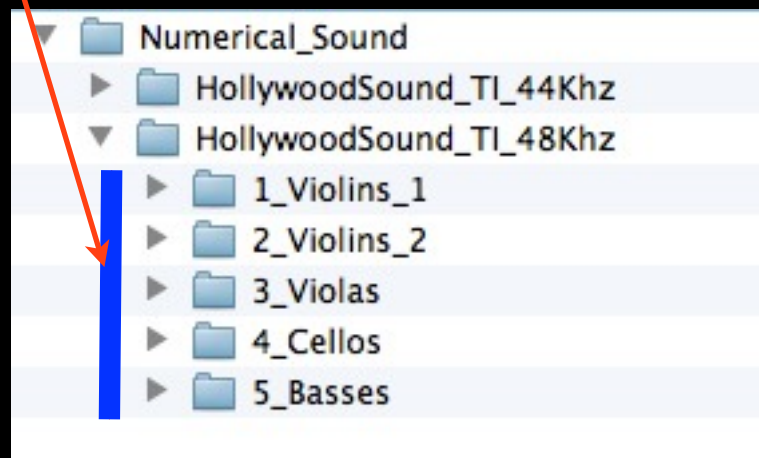 Numerical_Sound
HollywoodSound_TI_44Khz
HollywoodSound_TI_48Khz
1_Violins_1
2_Violins_2
3_Violas
4_Cellos
5_Basses